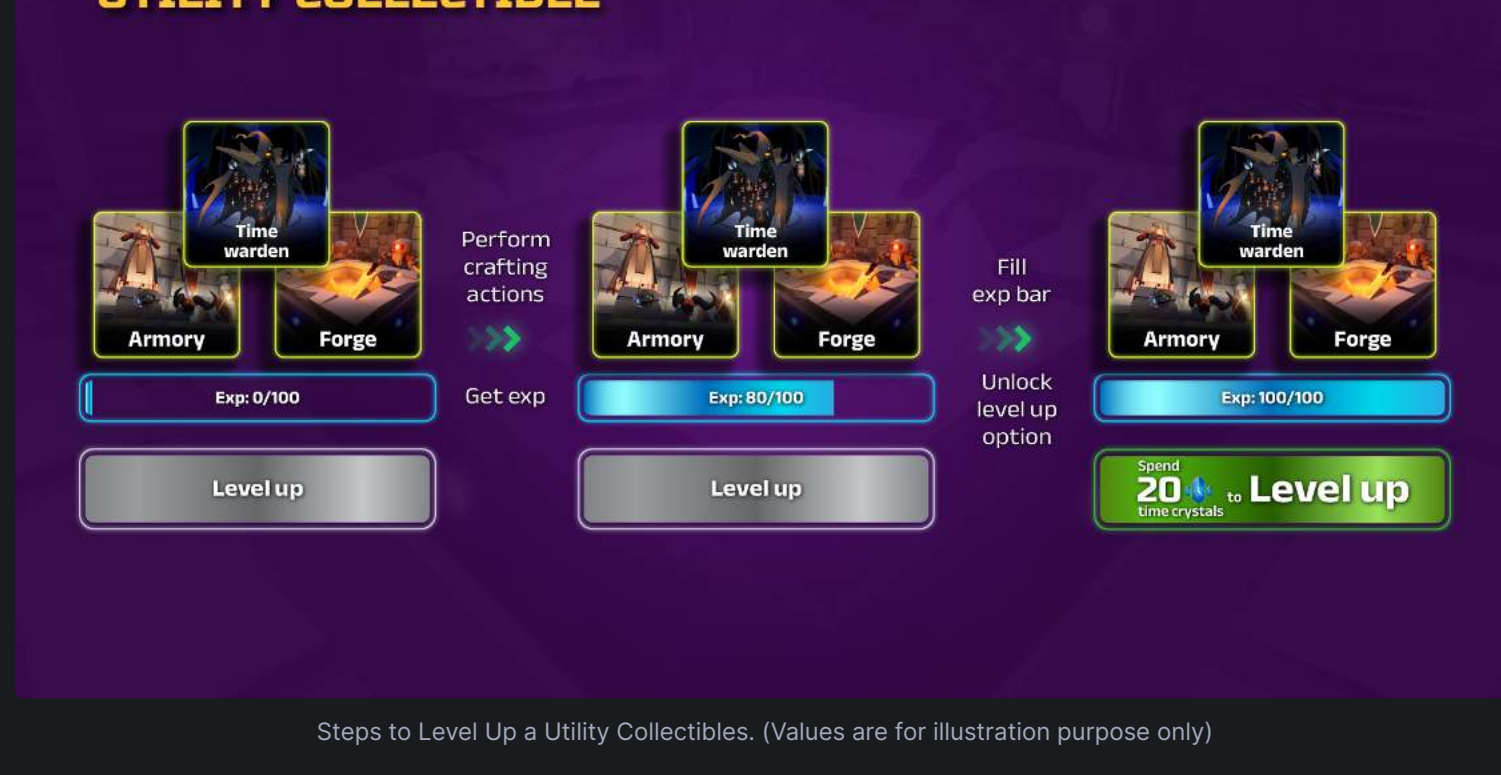 UTILITY COLLECTIBLE
Time
warden
Armory
Forge
Exp: 0/100
Level up
Perform
crafting
actions
Get exp
Time
warden
Armory
Forge
Exp: 80/100
Level up
Fill
exp bar
Unlock
level up
option
Time
warden
Armory
Forge
Exp: 100/100
Spend
20 to Level up
time crystals
Steps to Level Up a Utility Collectibles. (Values are for illustration purpose only)